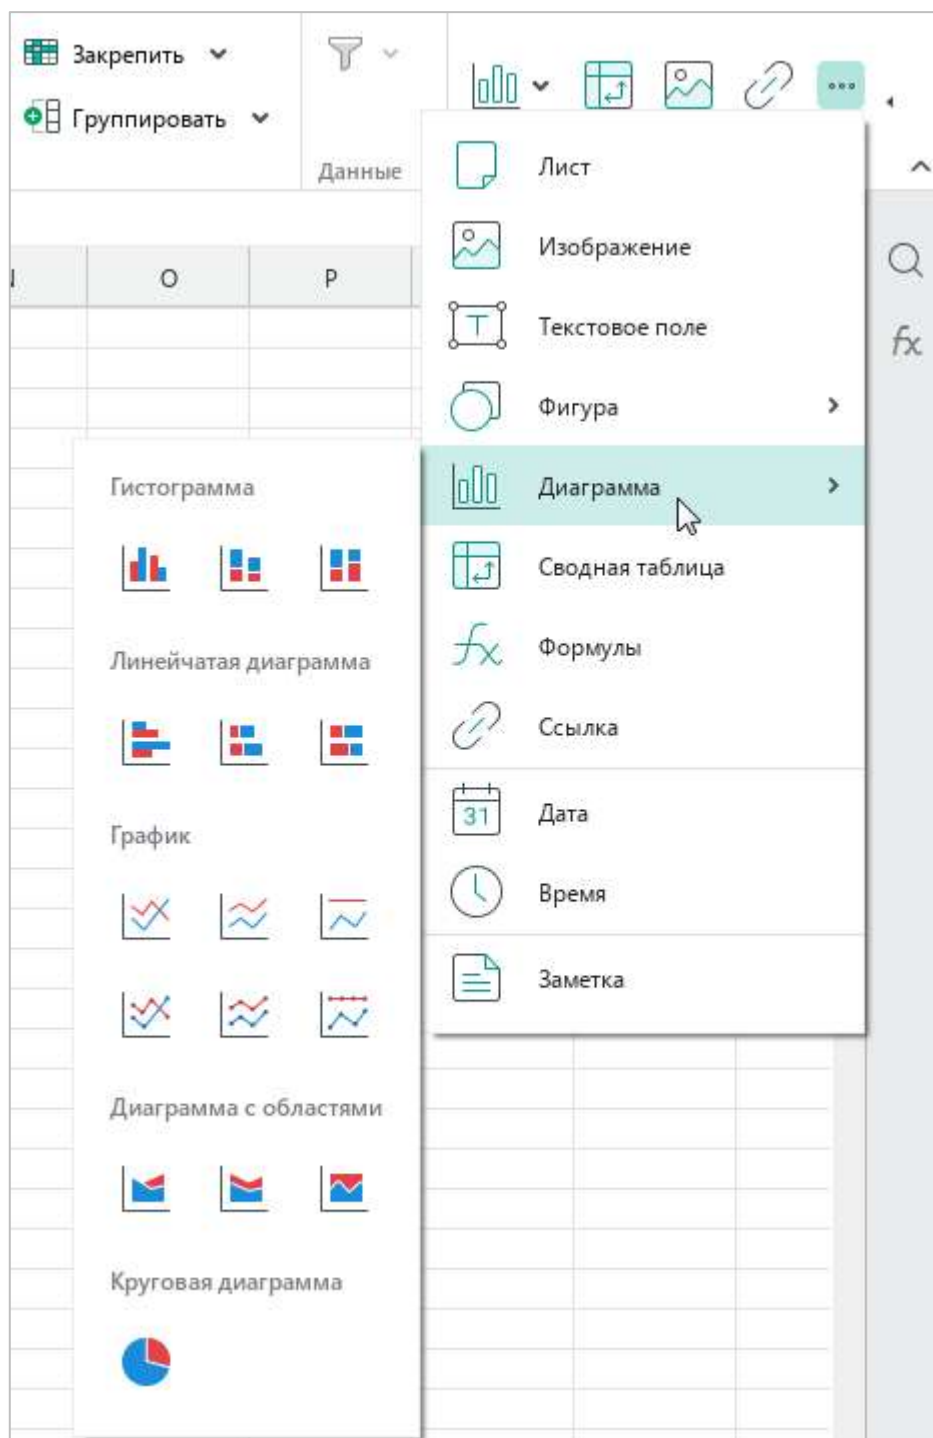 Закрепить
Группировать
Данные
O
P
Лист
Изображение
Текстовое поле
Фигура
Диаграмма
Сводная таблица
Формулы
Ссылка
31
Дата
Время
Заметка
Гистограмма
Линейчатая диаграмма
График
Диаграмма с областями
Круговая диаграмма
fx